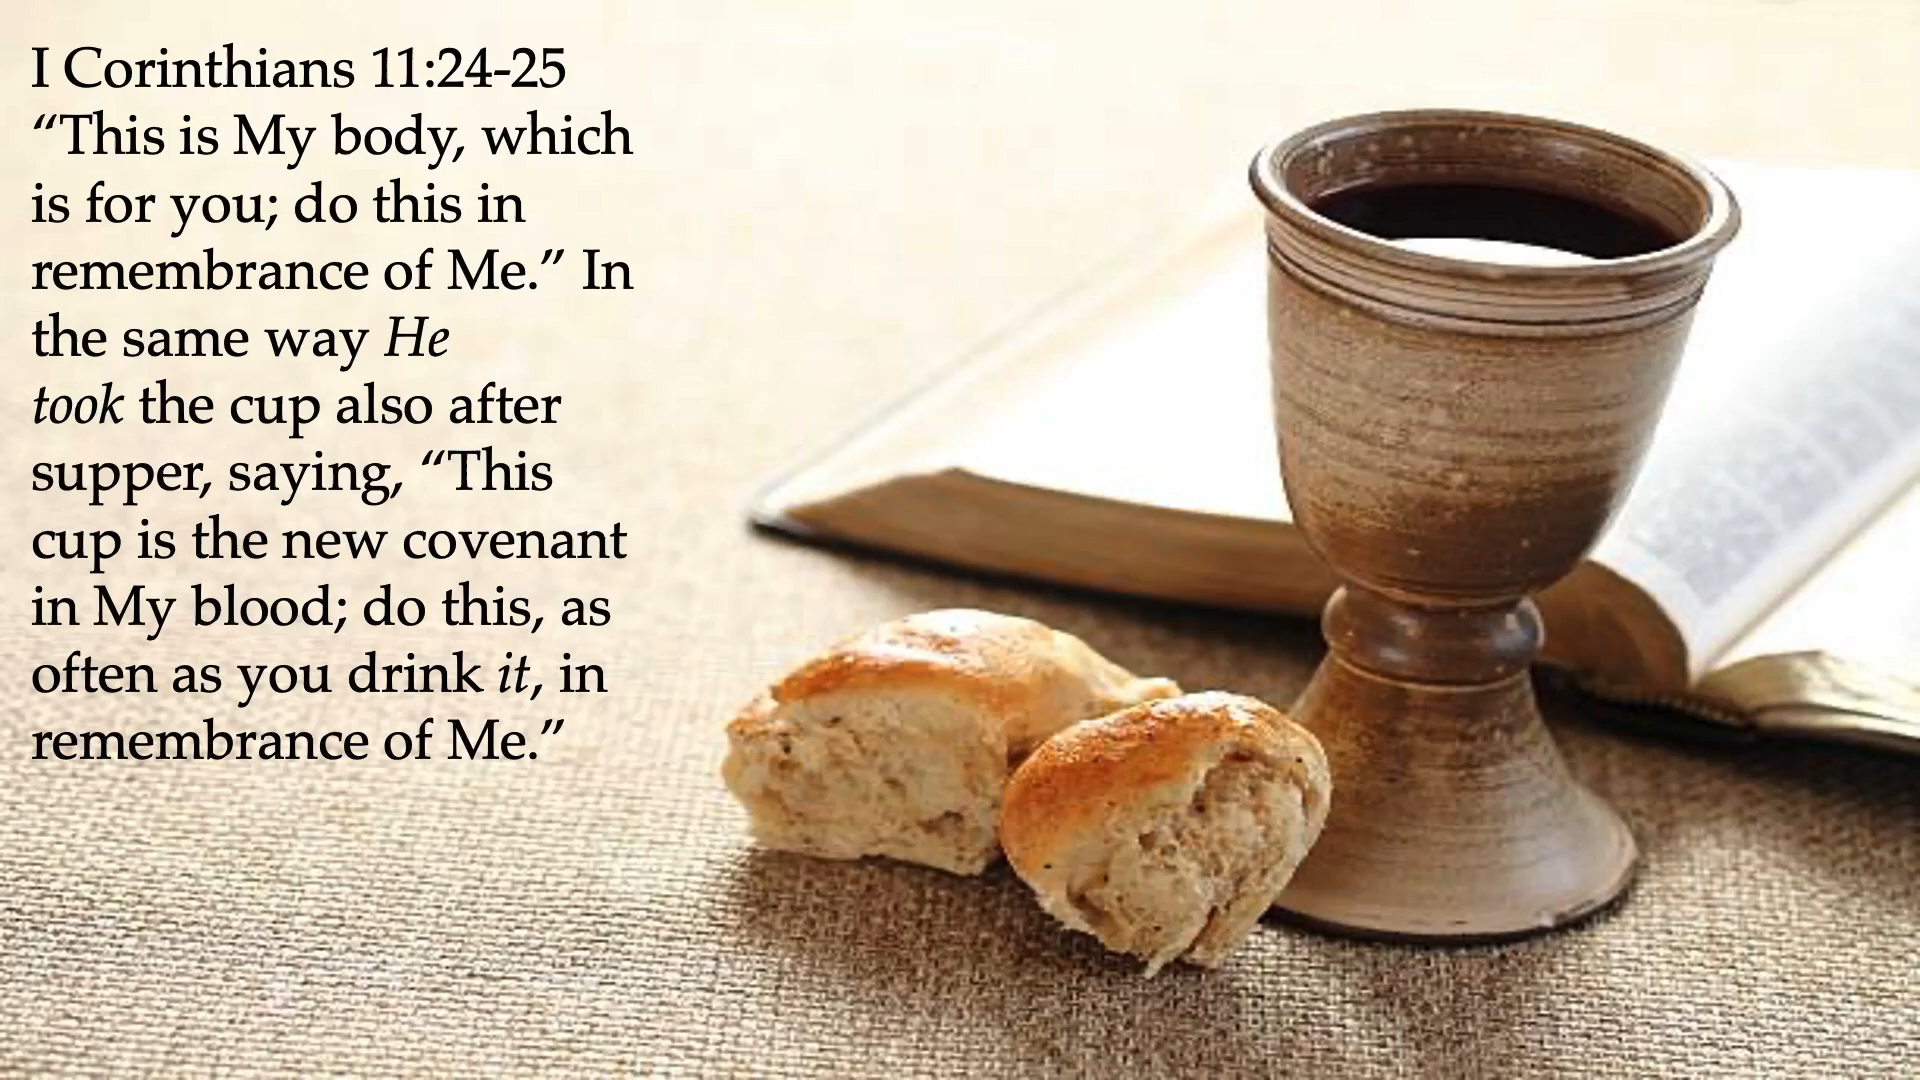 I Corinthians 11:24-25
“This is My body, which
is for you; do this in
remembrance of Me.” In
the same way He
took the cup also after
supper, saying, “This
cup is the new covenant
in My blood; do this, as
often as you drink it, in
remembrance of Me.”